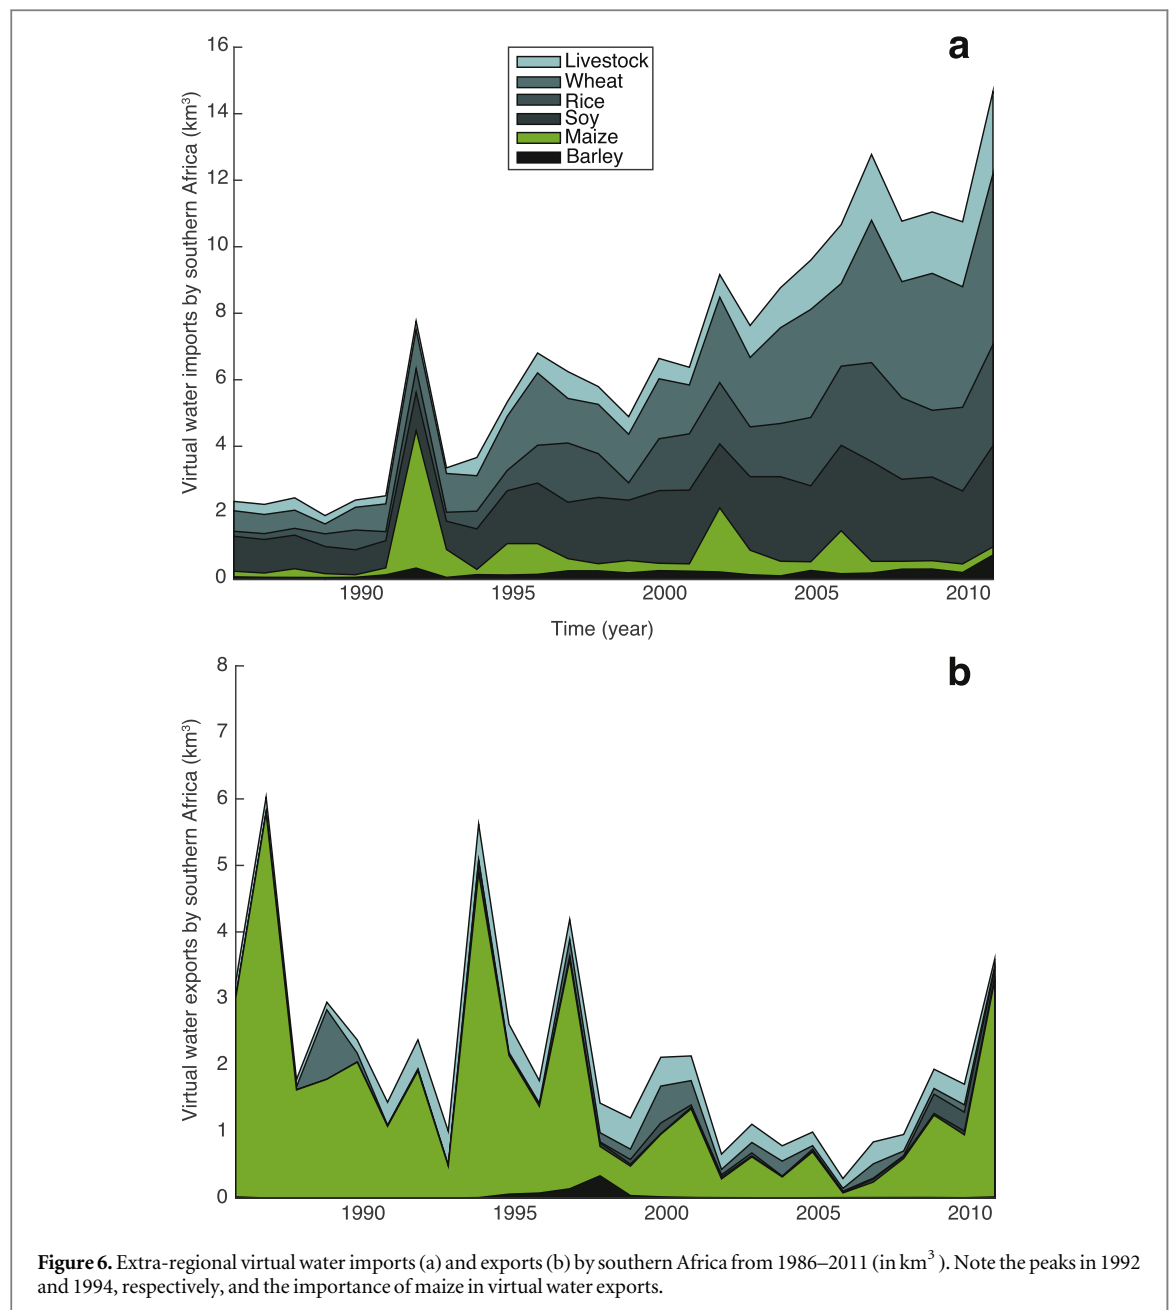 a
16
14
12
10
8
6
4
2
0
Virtual water imports by southern Africa (km³)
Livestock
Wheat
Rice
Soy
Maize
Barley
1990 1995 2000 2005 2010
Time (year)
b
8
7
6
5
4
3
2
1
0
Virtual water exports by southern Africa (km³)
1990 1995 2000 2005 2010
Figure 6. Extra-regional virtual water imports (a) and exports (b) by southern Africa from 1986–2011 (in km³ ). Note the peaks in 1992
and 1994, respectively, and the importance of maize in virtual water exports.